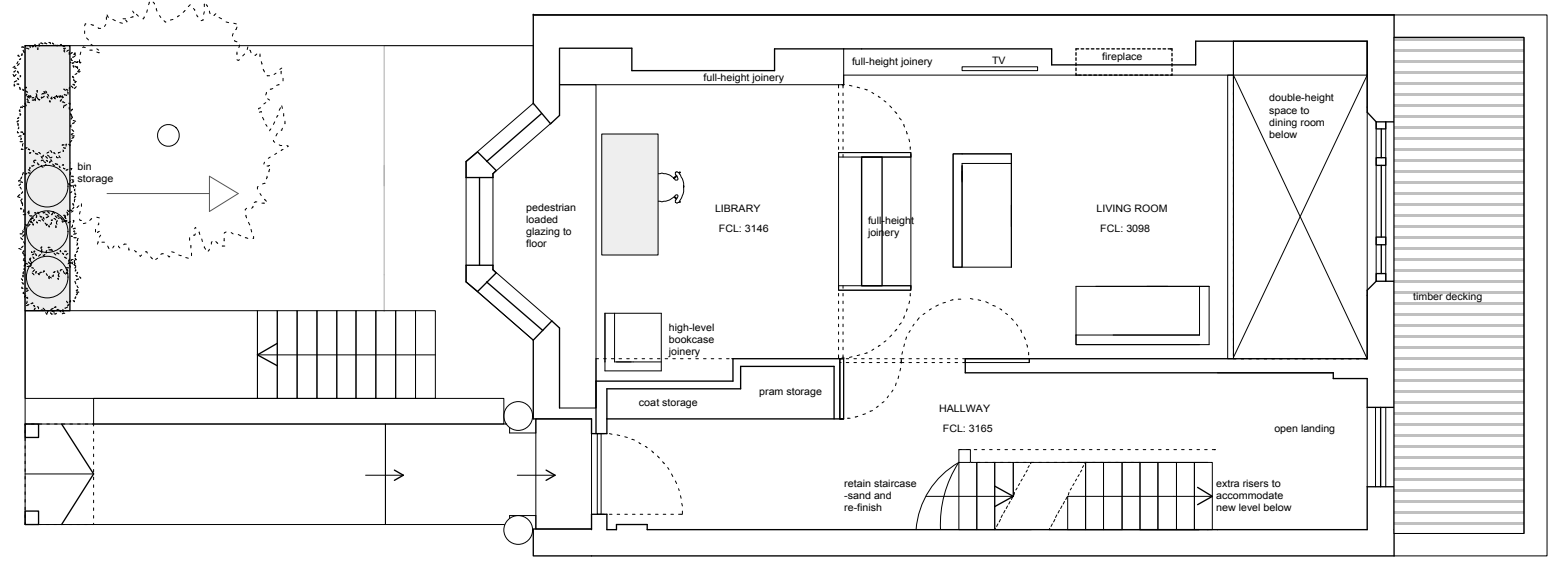 full-height joinery
full-height joinery
TV
fireplace
double-height
space to
dining room
below
bin
storage
pedestrian
loaded
glazing to
floor
LIBRARY
FCL: 3146
full-height
joinery
LIVING ROOM
FCL: 3098
timber decking
high-level
bookcase
joinery
coat storage
pram storage
HALLWAY
FCL: 3165
open landing
retain staircase
-sand and
re-finish
extra risers to
accommodate
new level below